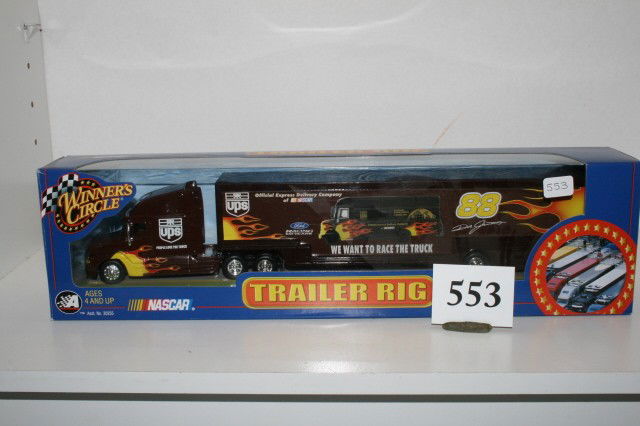 WINNER'S
CIRCLE
ups
ups
Official Express Delivery Company
of NASCAR
Ford
WE WANT TO RACE THE TRUCK
88
553
AGES
4 AND UP
NASCAR
TRAILER RIG
553